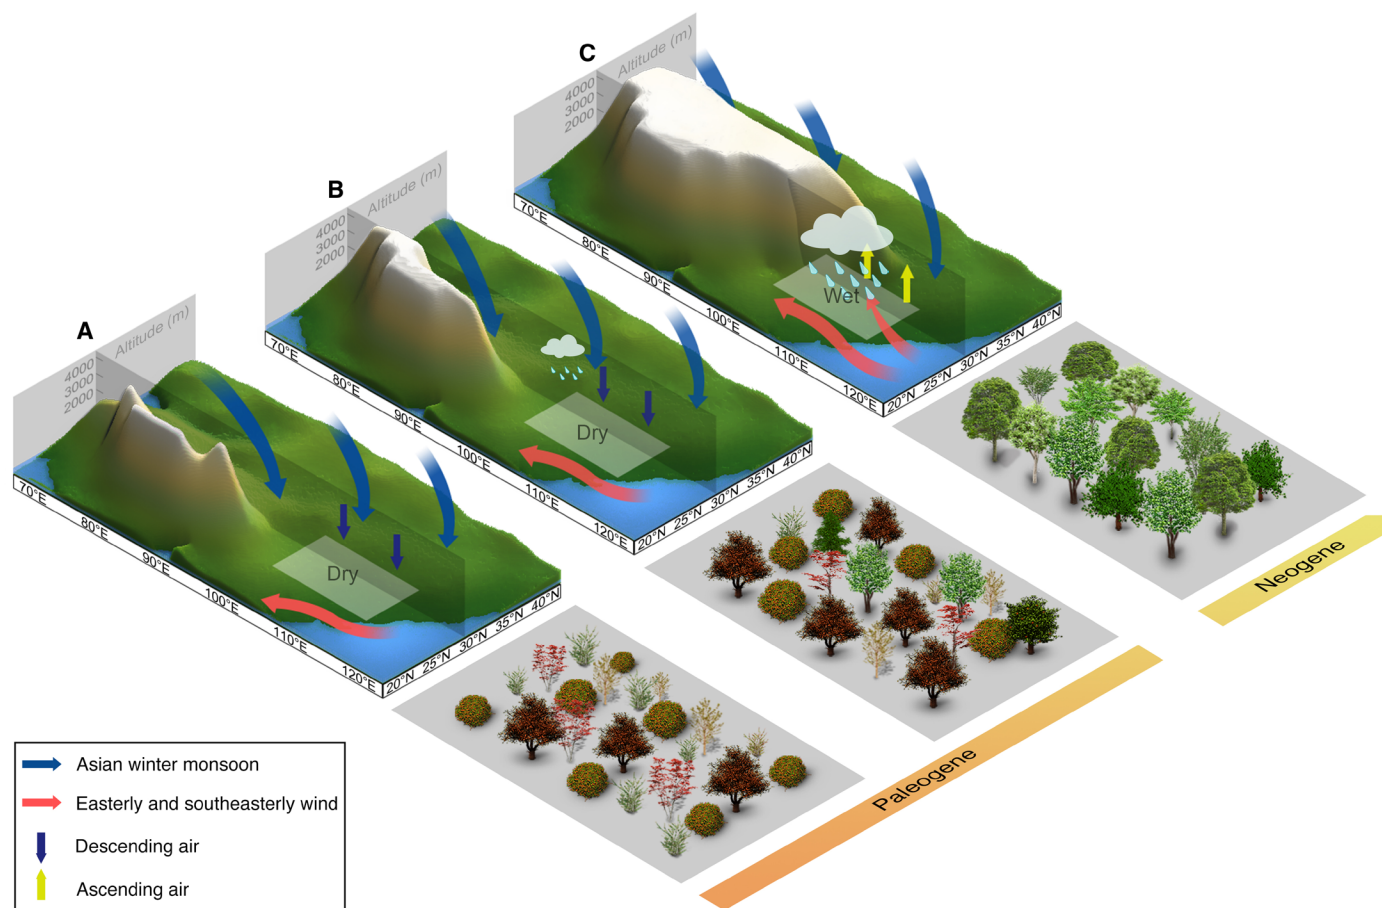 C
Altitude (m)
4000
3000
2000
70°E
80°E
90°E
100°E
110°E
120°E
20°N
25°N
30°N
35°N
40°N
Wet
B
Altitude (m)
4000
3000
2000
70°E
80°E
90°E
100°E
110°E
120°E
20°N
25°N
30°N
35°N
40°N
Dry
A
Altitude (m)
4000
3000
2000
70°E
80°E
90°E
100°E
110°E
120°E
20°N
25°N
30°N
35°N
40°N
Dry
Neogene
Paleogene
Asian winter monsoon
Easterly and southeasterly wind
Descending air
Ascending air